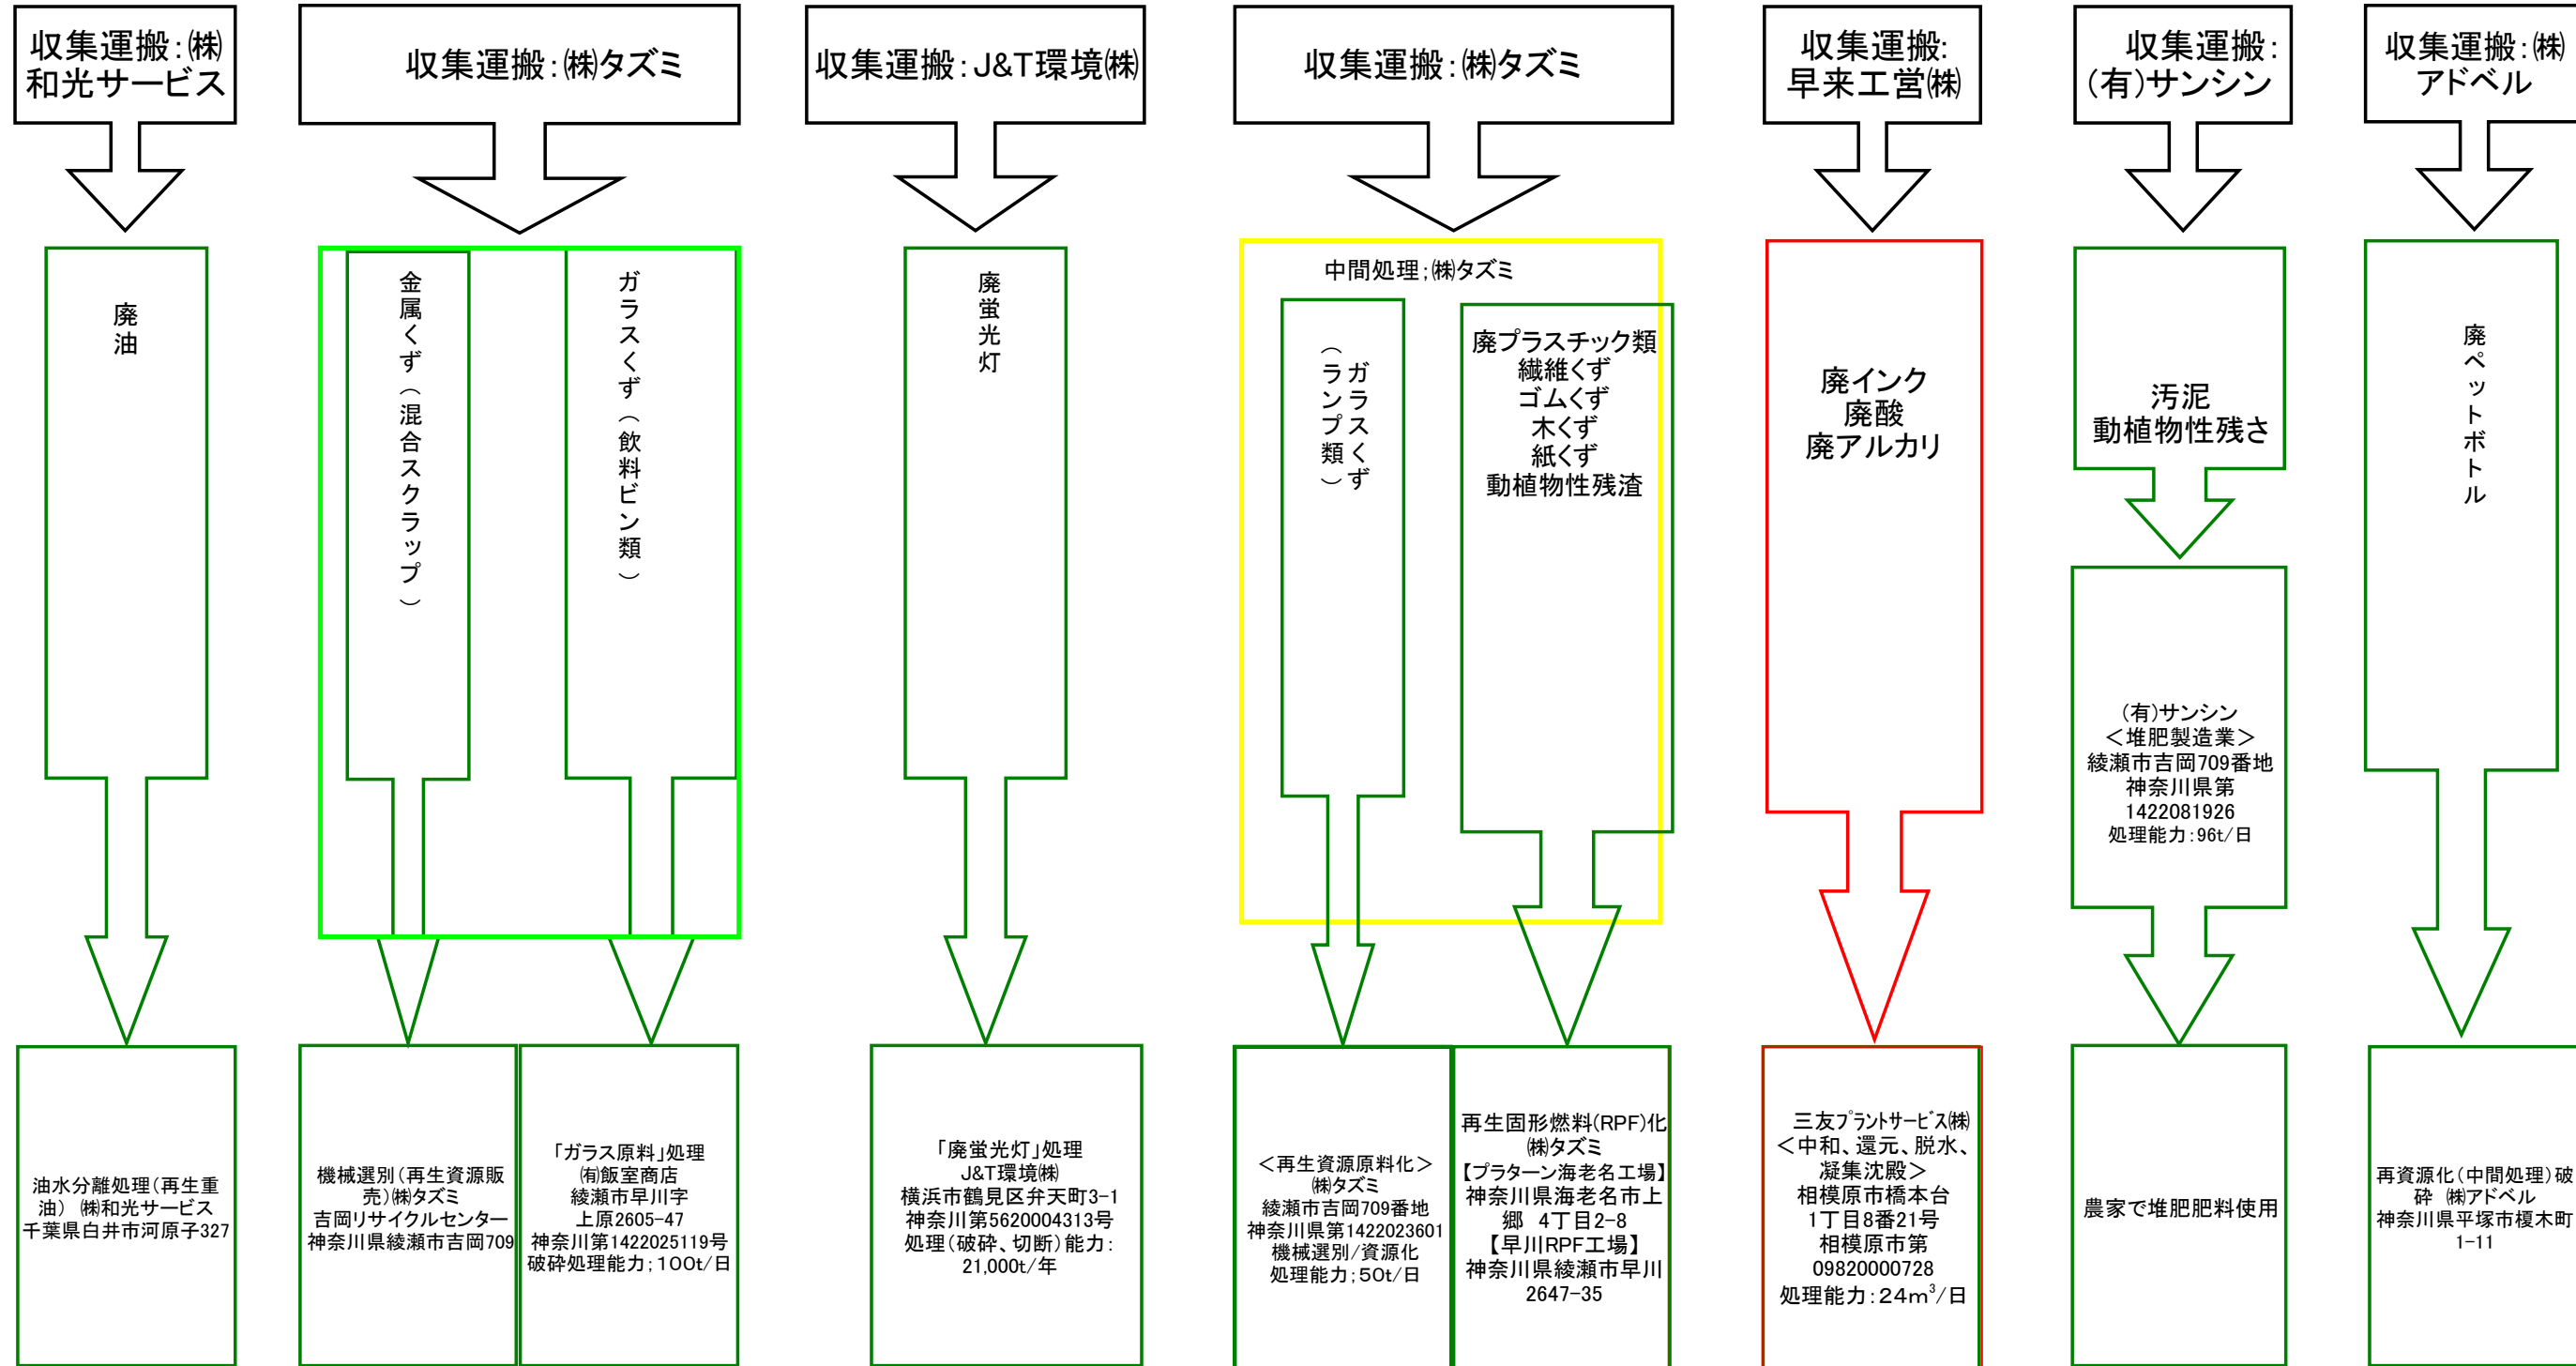 収集運搬：㈱
和光サービス
収集運搬：㈱タズミ
収集運搬：J&T環境㈱
収集運搬：㈱タズミ
収集運搬：
早来工営㈱
収集運搬：
（有）サンシン
収集運搬：㈱
アドベル
廃油
金属くず（混合スクラップ）
ガラスくず（飲料ビン類）
廃蛍光灯
中間処理；㈱タズミ
ガラスくず
（ランプ類）
廃プラスチック類
繊維くず
ゴムくず
木くず
紙くず
動植物性残渣
廃インク
廃酸
廃アルカリ
汚泥
動植物性残さ
（有）サンシン
＜堆肥製造業＞
綾瀬市吉岡709番地
神奈川県第
1422081926
処理能力：96t/日
廃ペットボトル
油水分離処理（再生重
油） ㈱和光サービス
千葉県白井市河原子327
機械選別（再生資源販
売）㈱タズミ
吉岡リサイクルセンター
神奈川県綾瀬市吉岡709
「ガラス原料」処理
㈲飯室商店
綾瀬市早川字
上原2605-47
神奈川第1422025119号
破砕処理能力；100t/日
「廃蛍光灯」処理
J&T環境㈱
横浜市鶴見区弁天町3-1
神奈川第5620004313号
処理（破砕、切断）能力：
21,000t/年
＜再生資源原料化＞
㈱タズミ
綾瀬市吉岡709番地
神奈川県第1422023601
機械選別/資源化
処理能力；50t/日
再生固形燃料(RPF)化
㈱タズミ
【プラターン海老名工場】
神奈川県海老名市上
郷 4丁目2-8
【早川RPF工場】
神奈川県綾瀬市早川
2647-35
三友ﾌﾟﾗﾝﾄｻｰﾋﾞｽ㈱
＜中和、還元、脱水、
凝集沈殿＞
相模原市橋本台
1丁目8番21号
相模原市第
09820000728
処理能力：24m³/日
農家で堆肥肥料使用
再資源化（中間処理）破
砕 ㈱アドベル
神奈川県平塚市榎木町
1-11